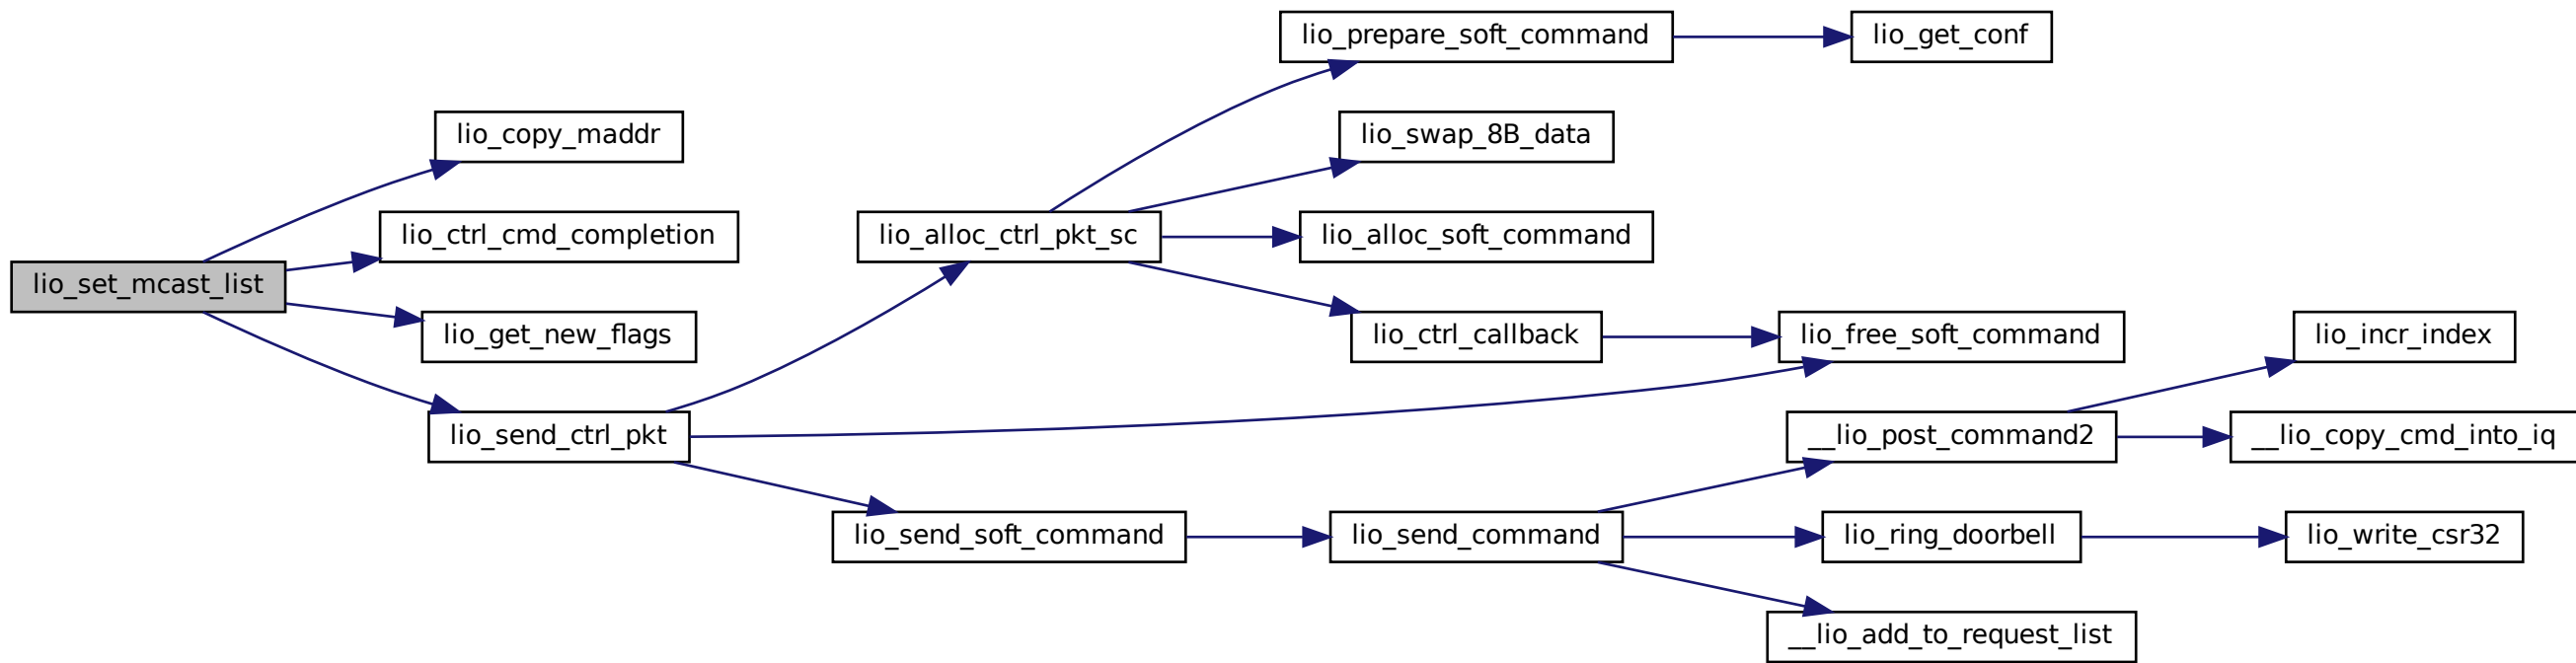 lio_prepare_soft_command
lio_get_conf
lio_copy_maddr
lio_swap_8B_data
lio_ctrl_cmd_completion
lio_alloc_ctrl_pkt_sc
lio_alloc_soft_command
lio_set_mcast_list
lio_get_new_flags
lio_ctrl_callback
lio_free_soft_command
lio_incr_index
lio_send_ctrl_pkt
__lio_post_command2
__lio_copy_cmd_into_iq
lio_send_soft_command
lio_send_command
lio_ring_doorbell
lio_write_csr32
__lio_add_to_request_list